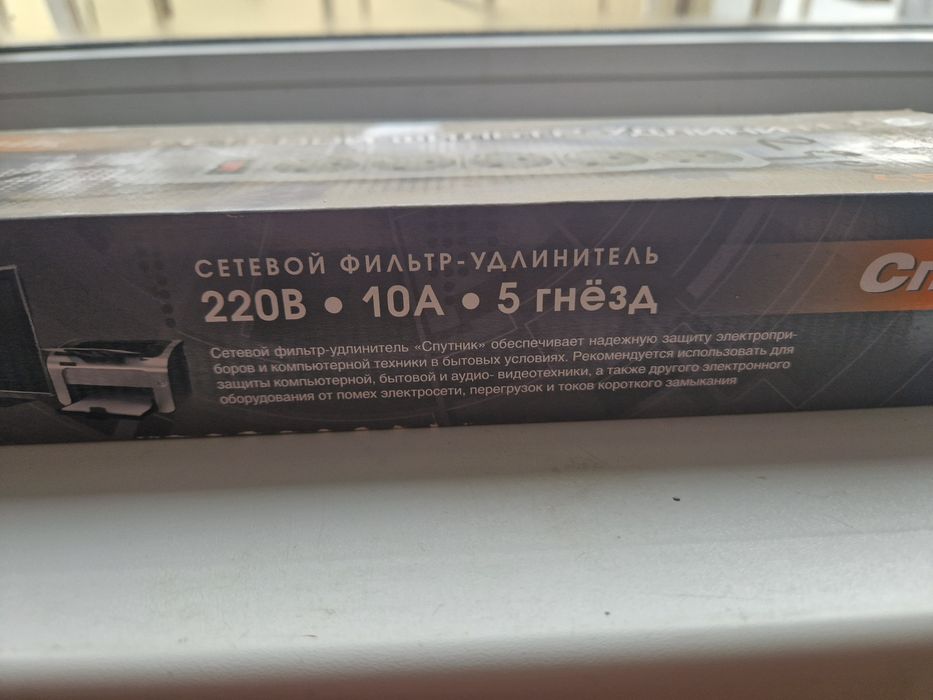 СЕТЕВОЙ ФИЛЬТР-УДЛИНИТЕЛЬ
220В • 10А • 5 ГНЁЗД
Сетевой фильтр-удлинитель «Спутник» обеспечивает надежную защиту электропри-
боров и компьютерной техники в бытовых условиях. Рекомендуется использовать для
защиты компьютерной, бытовой и аудио- видеотехники, а также другого электронного
оборудования от помех электросети, перегрузок и токов короткого замыкания
Сп